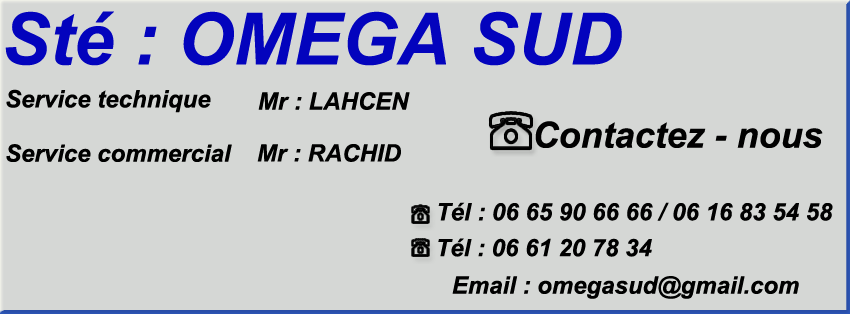 Sté : OMEGA SUD
Service technique Mr : LAHCEN
Service commercial Mr : RACHID
Contactez - nous
Tél : 06 65 90 66 66 / 06 16 83 54 58
Tél : 06 61 20 78 34
Email : omegasud@gmail.com